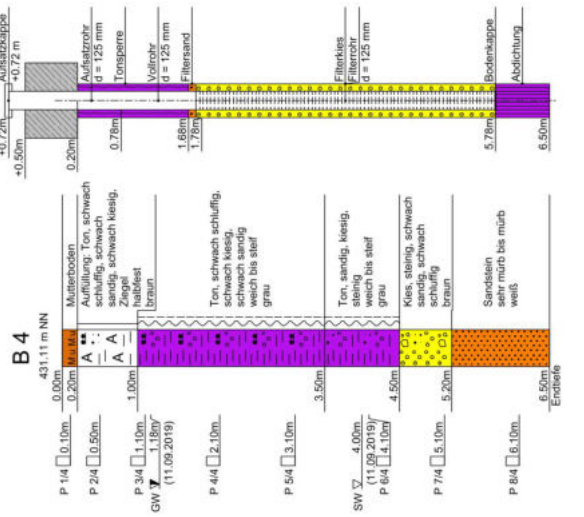 B 4
431.11 m NN
0.00m
0.20m
1.00m
3.50m
4.50m
5.20m
6.50m
Endtiefe
Mu Mu
A
A
A
A
A
Mutterboden
Auffüllung: Ton, schwach
schluffig, schwach
sandig, schwach kiesig,
Ziegel
halbfest
braun
Ton, schwach schluffig,
schwach kiesig,
schwach sandig
weich bis steif
grau
Ton, sandig, kiesig,
steinig
weich bis steif
grau
Kies, steinig, schwach
sandig, schwach
schluffig
braun
Sandstein
sehr mürb bis mürb
weiß
P 1/4 0.10m
P 2/4 0.50m
P 3/4 1.10m
GW 1.18m
(11.09.2019)
P 4/4 2.10m
P 5/4 3.10m
SW 4.00m
(11.09.2019)
P 6/4 4.10m
P 7/4 5.10m
P 8/4 6.10m
Aufsatzkappe
+0.72 m
+0.72m
+0.50m
0.20m
0.78m
1.68m
1.78m
5.78m
6.50m
Aufsatzrohr
d = 125 mm
Tonsperre
Vollrohr
d = 125 mm
Filtersand
Filterkies
Filterrohr
d = 125 mm
Bodenkappe
Abdichtung